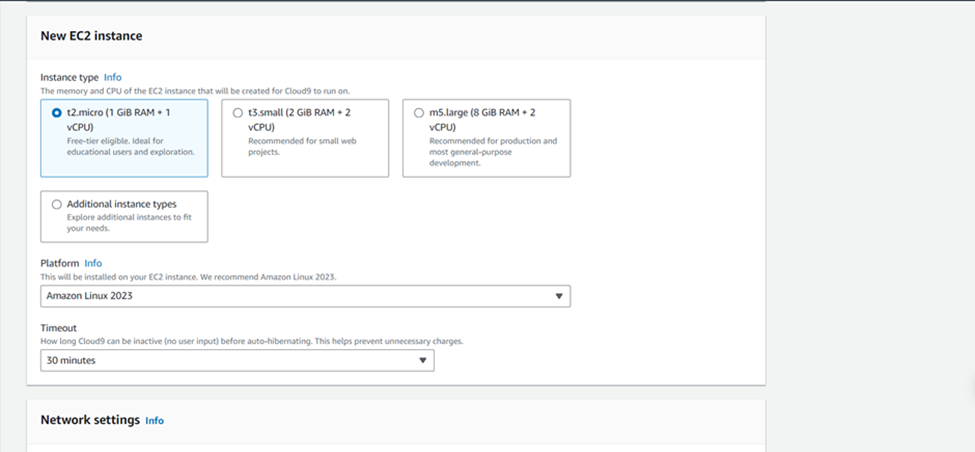 New EC2 instance
Instance type Info
The memory and CPU of the EC2 instance that will be created for Cloud9 to run on.
t2.micro (1 GiB RAM + 1
vCPU)
Free-tier eligible. Ideal for
educational users and exploration.
t3.small (2 GiB RAM + 2
vCPU)
Recommended for small web
projects.
m5.large (8 GiB RAM + 2
vCPU)
Recommended for production and
most general-purpose
development.
Additional instance types
Explore additional instances to fit
your needs.
Platform Info
This will be installed on your EC2 instance. We recommend Amazon Linux 2023.
Amazon Linux 2023
Timeout
How long Cloud9 can be inactive (no user input) before auto-hibernating. This helps prevent unnecessary charges.
30 minutes
Network settings Info